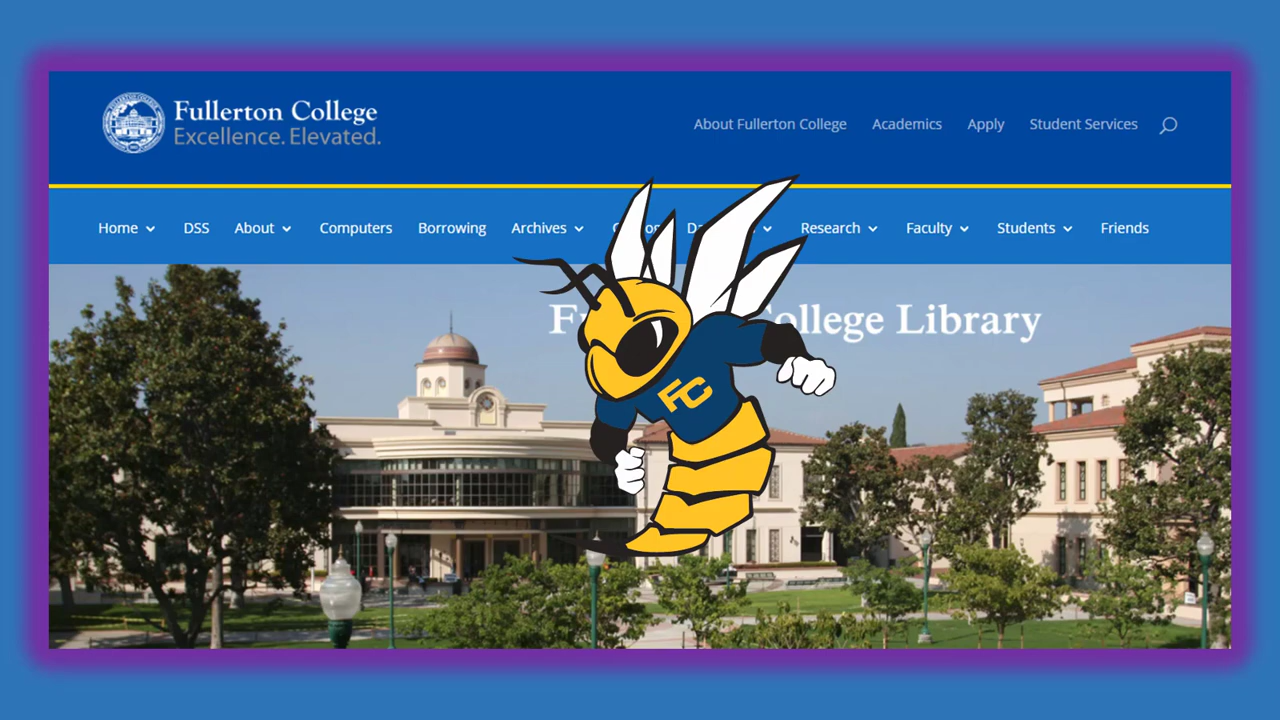 Fullerton College
Excellence. Elevated.
About Fullerton College Academics Apply Student Services
Home DSS About Computers Borrowing Archives Research Faculty Students Friends
College Library
FC